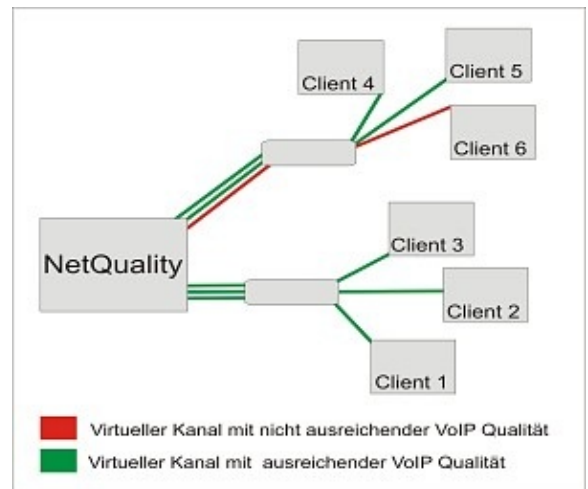 Client 4
Client 5
Client 6
NetQuality
Client 3
Client 2
Client 1
Virtueller Kanal mit nicht ausreichender VoIP Qualität
Virtueller Kanal mit ausreichender VoIP Qualität